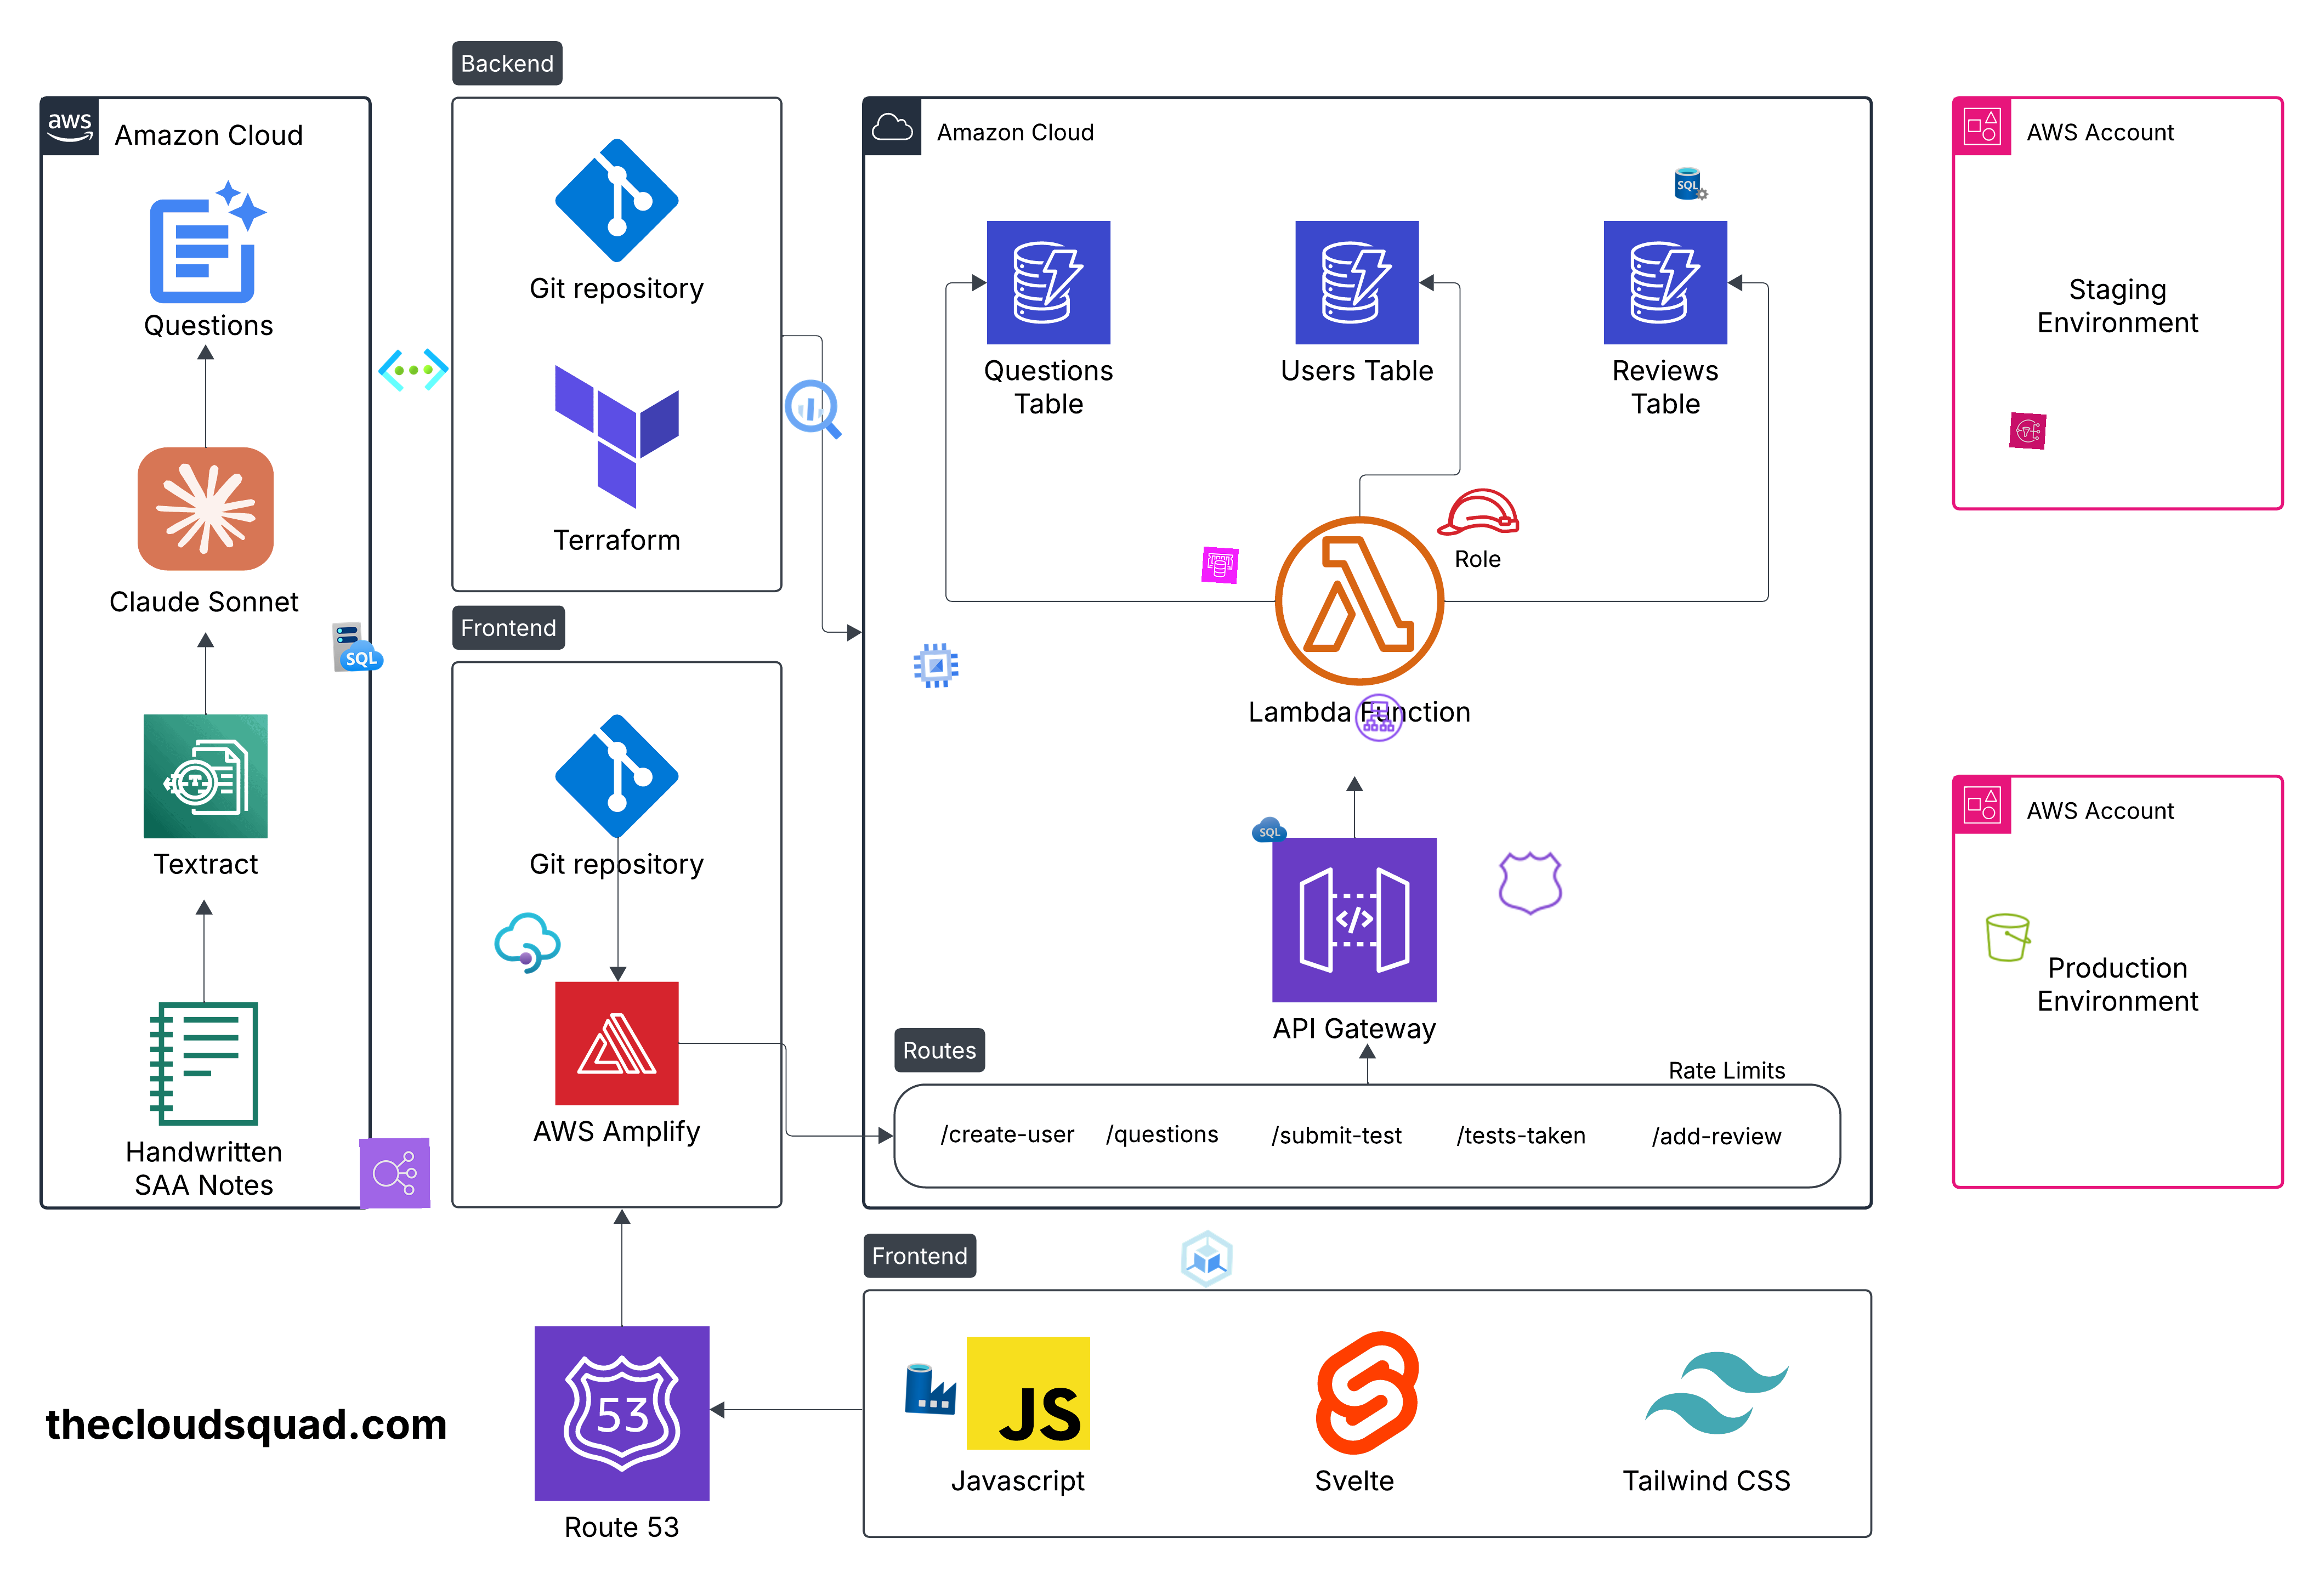 Backend
aws
Amazon Cloud
Questions
Claude Sonnet
SQL
Textract
Handwritten
SAA Notes
Git repository
Terraform
Frontend
Git repository
AWS Amplify
Amazon Cloud
SQL
Questions
Table
Users Table
Reviews
Table
Role
Lambda Function
SQL
API Gateway
Routes
Rate Limits
/create-user
/questions
/submit-test
/tests-taken
/add-review
AWS Account
Staging
Environment
AWS Account
Production
Environment
Frontend
JS
Javascript
Svelte
Tailwind CSS
53
Route 53
thecloudsquad.com